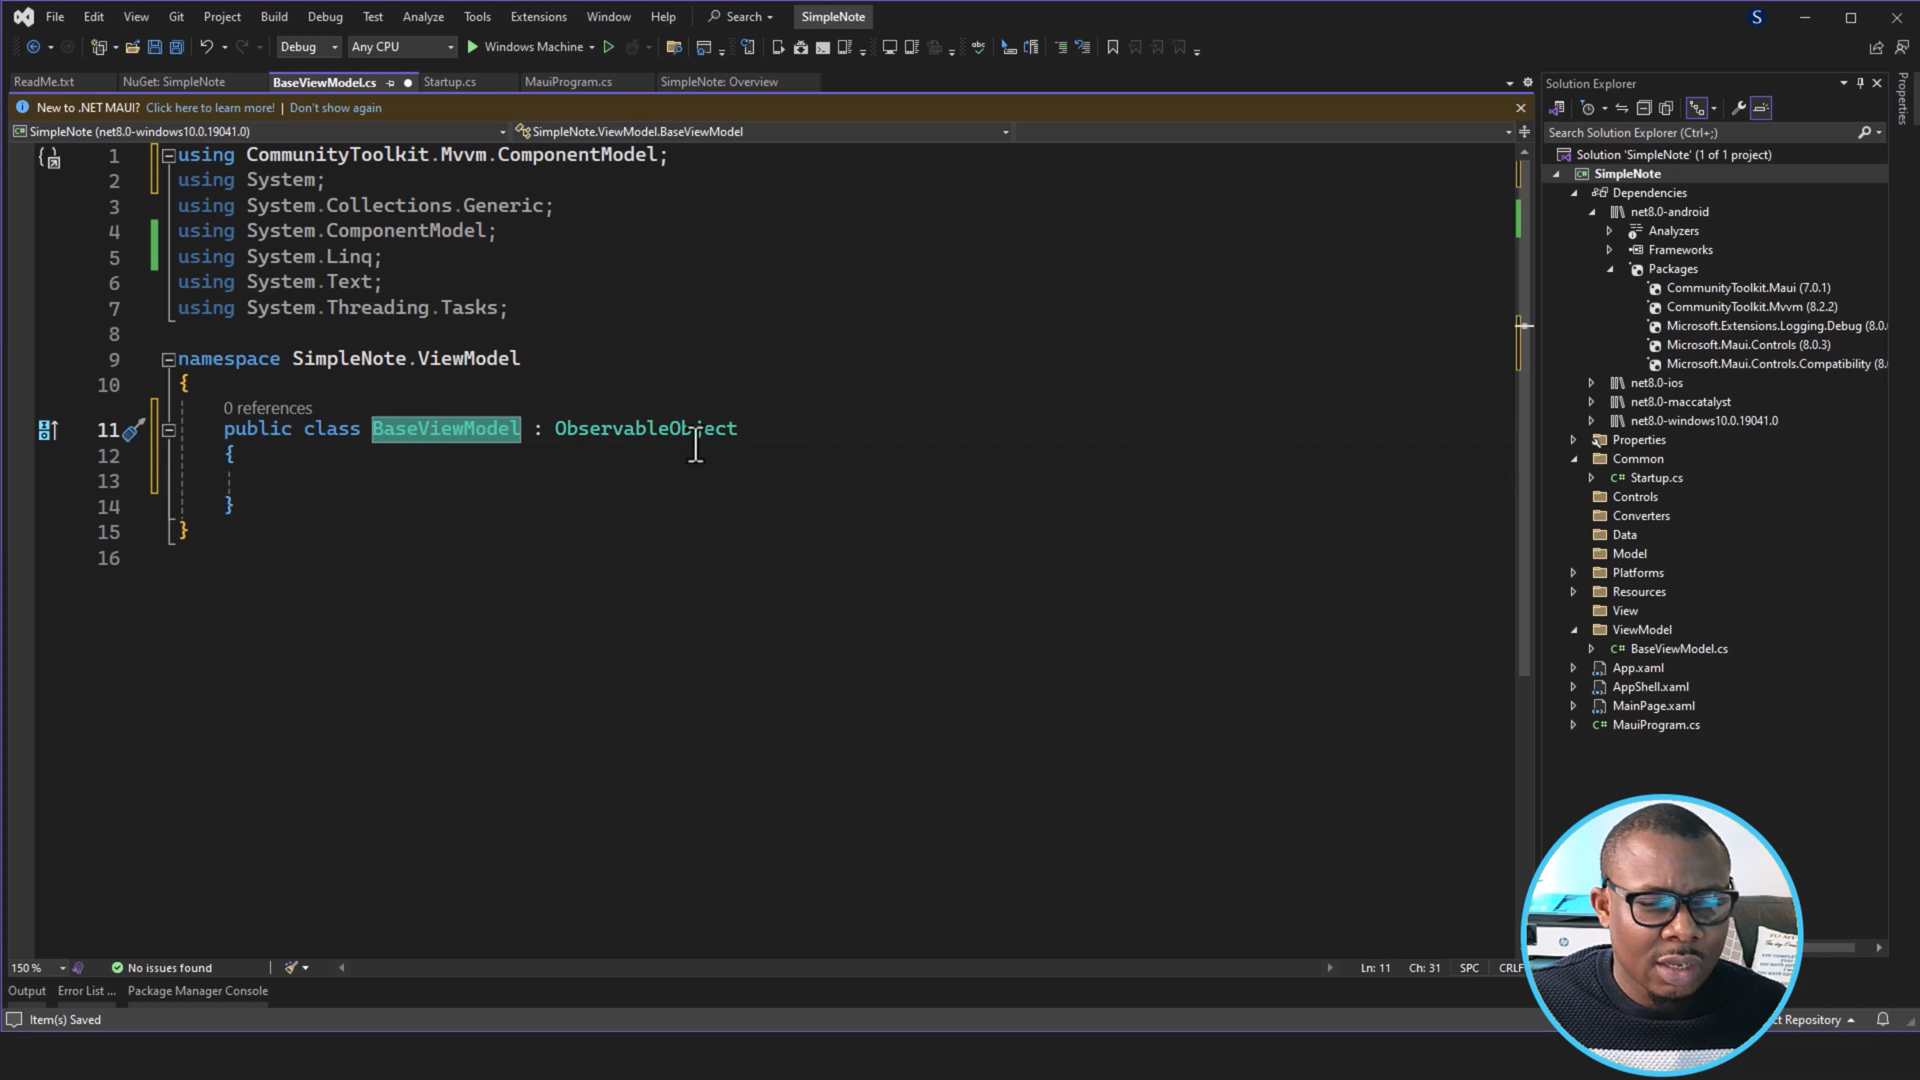 File Edit View Git Project Build Debug Test Analyze Tools Extensions Window Help Search SimpleNote S
Debug Any CPU Windows Machine
ReadMe.txt NuGet: SimpleNote BaseViewModel.cs Startup.cs MauiProgram.cs SimpleNote: Overview
New to .NET MAUI? Click here to learn more! Don't show again
SimpleNote (net8.0-windows10.0.19041.0) SimpleNote.ViewModel.BaseViewModel
1 using CommunityToolkit.Mvvm.ComponentModel;
2 using System;
3 using System.Collections.Generic;
4 using System.ComponentModel;
5 using System.Linq;
6 using System.Text;
7 using System.Threading.Tasks;
8
9 namespace SimpleNote.ViewModel
10 {
0 references
11 public class BaseViewModel : ObservableObject
12 {
13
14 }
15 }
16
150 % No issues found Ln: 11 Ch: 31 SPC CRLF
Output Error List ... Package Manager Console
Item(s) Saved
Solution Explorer
Search Solution Explorer (Ctrl+;)
Solution 'SimpleNote' (1 of 1 project)
SimpleNote
Dependencies
net8.0-android
Analyzers
Frameworks
Packages
CommunityToolkit.Maui (7.0.1)
CommunityToolkit.Mvvm (8.2.2)
Microsoft.Extensions.Logging.Debug (8.0.
Microsoft.Maui.Controls (8.0.3)
Microsoft.Maui.Controls.Compatibility (8.
net8.0-ios
net8.0-maccatalyst
net8.0-windows10.0.19041.0
Properties
Common
C# Startup.cs
Controls
Converters
Data
Model
Platforms
Resources
View
ViewModel
C# BaseViewModel.cs
App.xaml
AppShell.xaml
MainPage.xaml
C# MauiProgram.cs
Properties
ct Repository